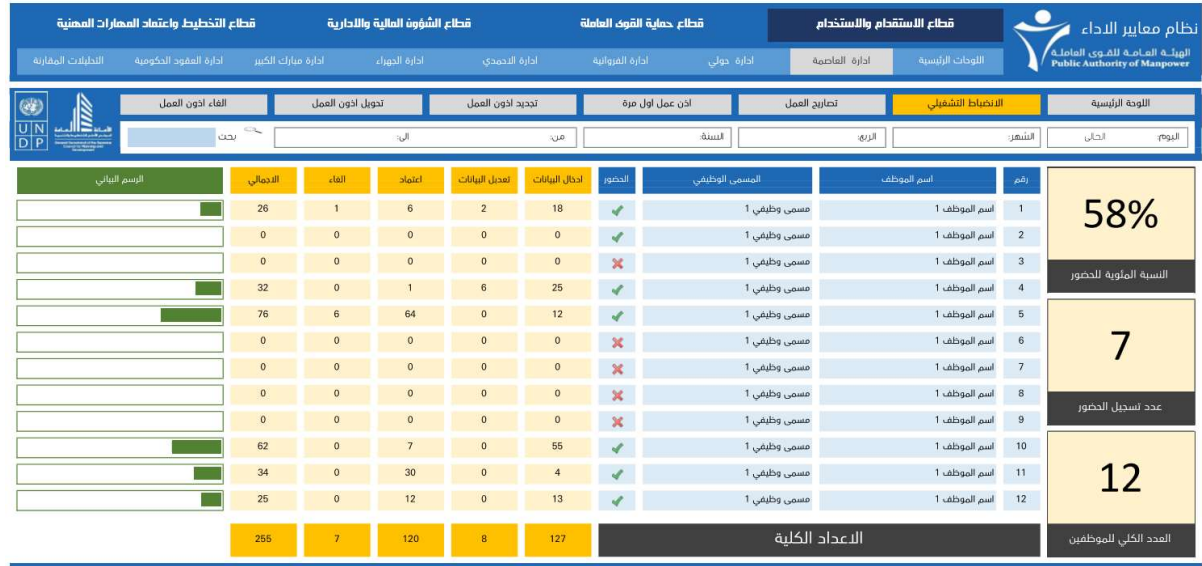 نظام معايير الاداء
الهيئــة العـامـة للقــوى العاملـة
Public Authority of Manpower
قطاع الاستقدام والاستخدام
قطاع حماية القوى العاملة
قطاع الشؤون المالية والادارية
قطاع التخطيط واعتماد المهارات المهنية
اللوحات الرئيسية
ادارة العاصمة
ادارة حولي
ادارة الفروانية
ادارة الاحمدي
ادارة الجهراء
ادارة مبارك الكبير
ادارة العقود الحكومية
التحليلات المقارنة
اللوحة الرئيسية
الانضباط التشغيلي
تصاريح العمل
اذن عمل اول مرة
تجديد اذون العمل
تحويل اذون العمل
الغاء اذون العمل
UN
DP
اليوم: الحالي
الشهر:
الربع:
السنة:
من:
الى:
بحث
58%
النسبة المئوية للحضور
7
عدد تسجيل الحضور
12
العدد الكلي للموظفين
رقم اسم الموظف المسمى الوظيفي الحضور ادخال البيانات تعديل البيانات اعتماد الغاء الاجمالي الرسم البياني
1 اسم الموظف 1 مسمى وظيفي 1 18 2 6 1 26
2 اسم الموظف 1 مسمى وظيفي 1 0 0 0 0 0
3 اسم الموظف 1 مسمى وظيفي 1 0 0 0 0 0
4 اسم الموظف 1 مسمى وظيفي 1 25 6 1 0 32
5 اسم الموظف 1 مسمى وظيفي 1 12 0 64 6 76
6 اسم الموظف 1 مسمى وظيفي 1 0 0 0 0 0
7 اسم الموظف 1 مسمى وظيفي 1 0 0 0 0 0
8 اسم الموظف 1 مسمى وظيفي 1 0 0 0 0 0
9 اسم الموظف 1 مسمى وظيفي 1 0 0 0 0 0
10 اسم الموظف 1 مسمى وظيفي 1 55 0 7 0 62
11 اسم الموظف 1 مسمى وظيفي 1 4 0 30 0 34
12 اسم الموظف 1 مسمى وظيفي 1 13 0 12 0 25
الاعداد الكلية 127 8 120 7 255